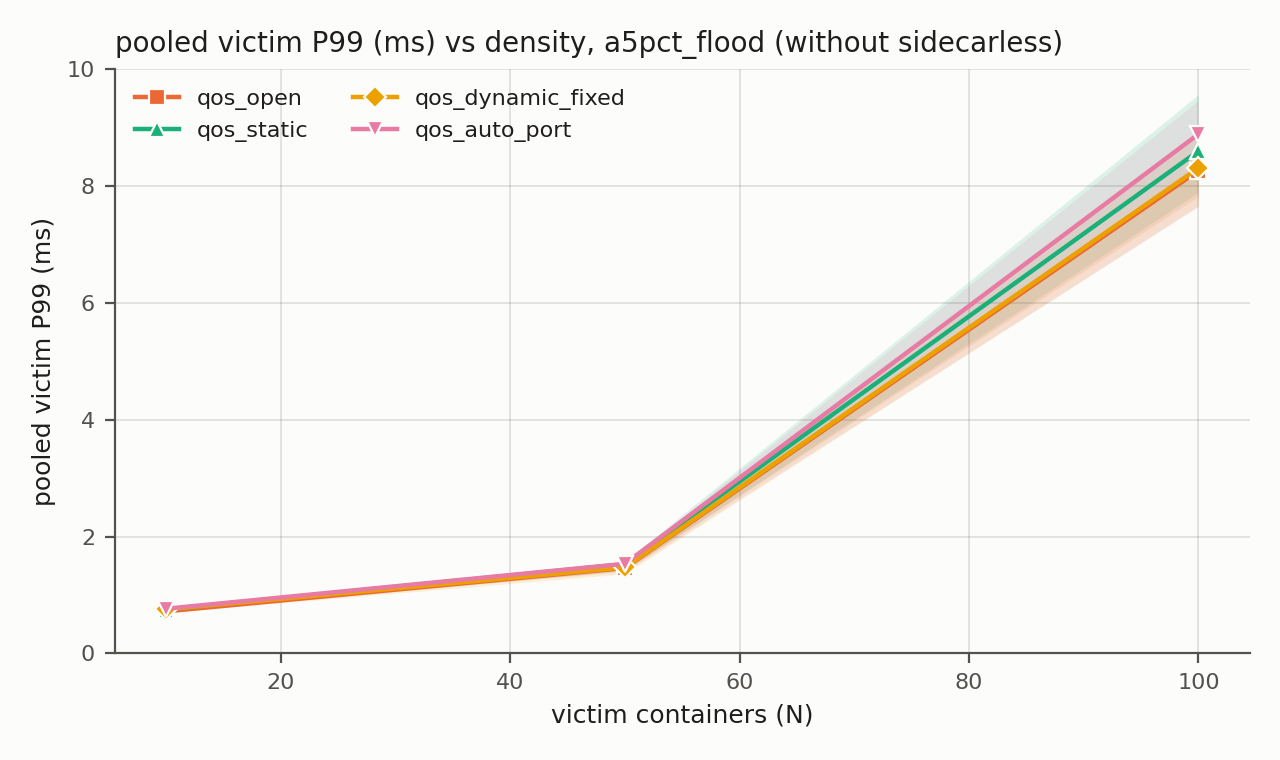 pooled victim P99 (ms) vs density, a5pct_flood (without sidecarless)
qos_open
qos_static
qos_dynamic_fixed
qos_auto_port
pooled victim P99 (ms)
10
8
6
4
2
0
20
40
60
80
100
victim containers (N)